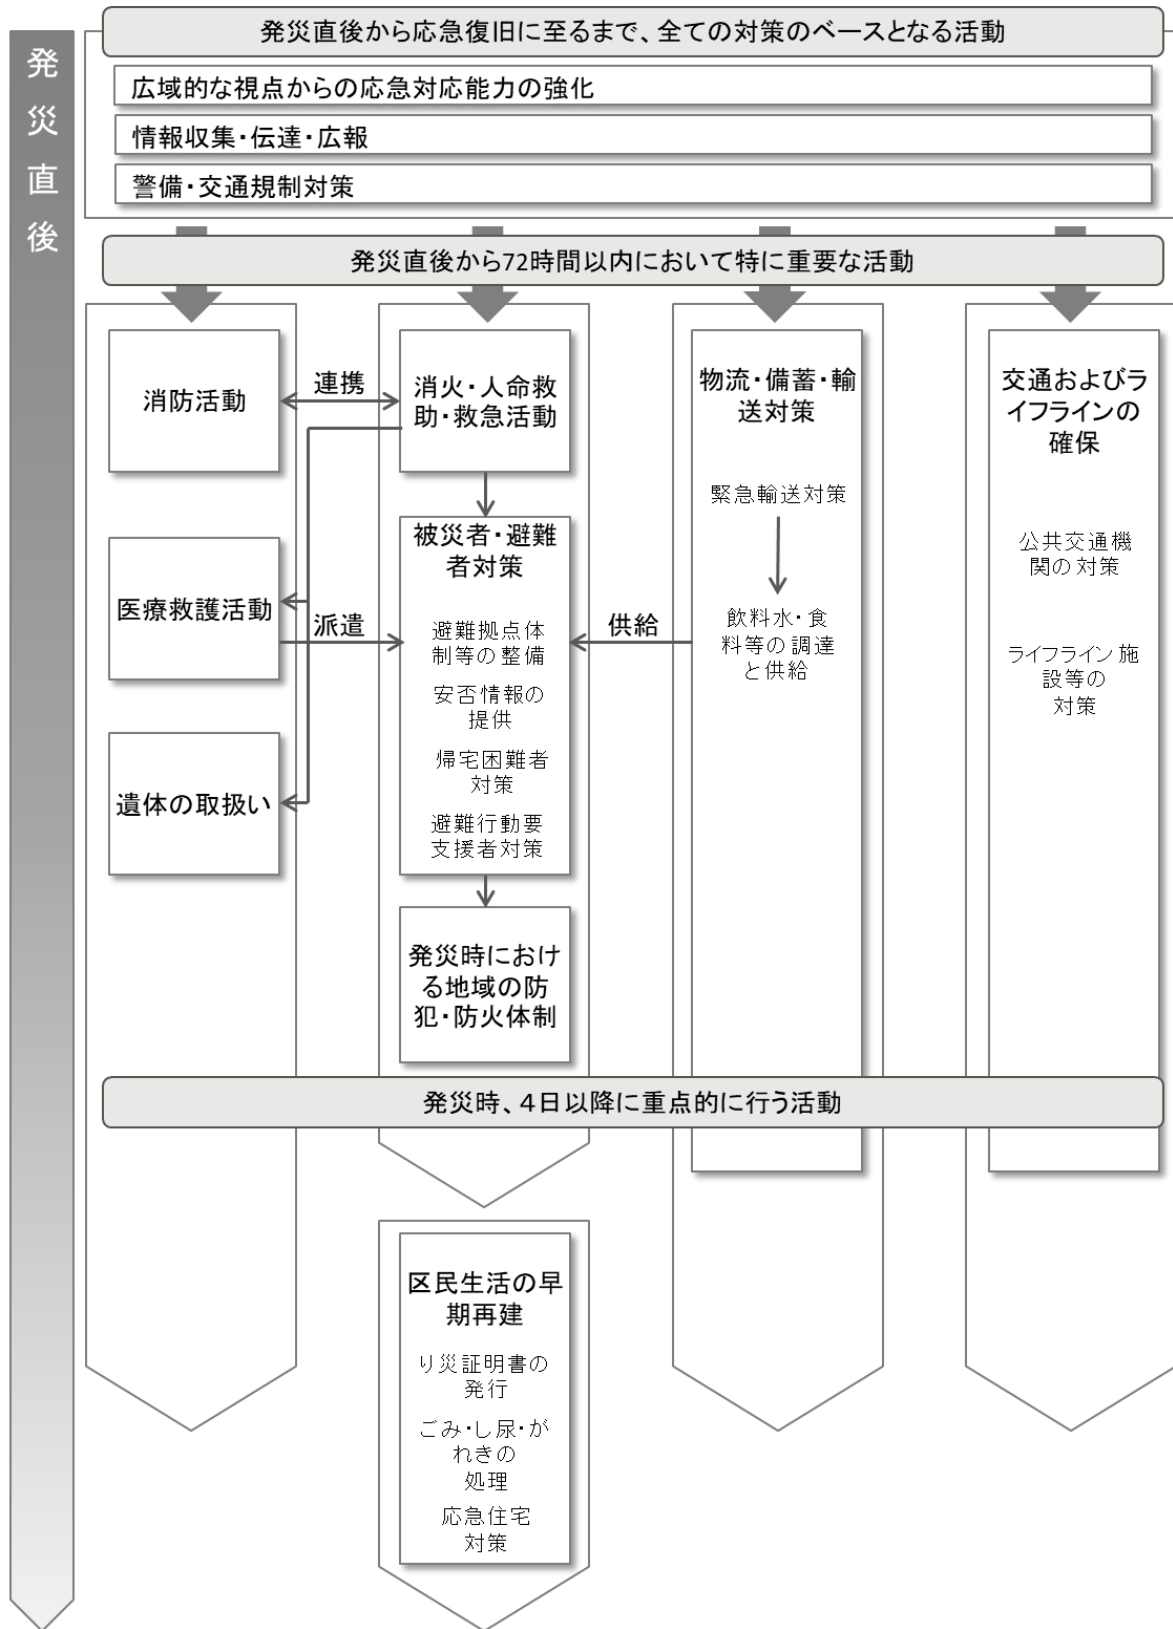 発災直後
発災直後から応急復旧に至るまで、全ての対策のベースとなる活動
広域的な視点からの応急対応能力の強化
情報収集・伝達・広報
警備・交通規制対策
発災直後から72時間以内において特に重要な活動
消防活動
連携
消火・人命救
助・救急活動
物流・備蓄・輸
送対策
交通およびラ
イフラインの
確保
緊急輸送対策
公共交通機
関の対策
被災者・避難
者対策
医療救護活動
派遣
避難拠点体
制等の整備
供給
飲料水・食
料等の調達
と供給
ライフライン施
設等の
対策
安否情報の
提供
帰宅困難者
対策
遺体の取扱い
避難行動要
支援者対策
発災時におけ
る地域の防
犯・防火体制
発災時、4日以降に重点的に行う活動
区民生活の早
期再建
り災証明書の
発行
ごみ・し尿・が
れきの
処理
応急住宅
対策